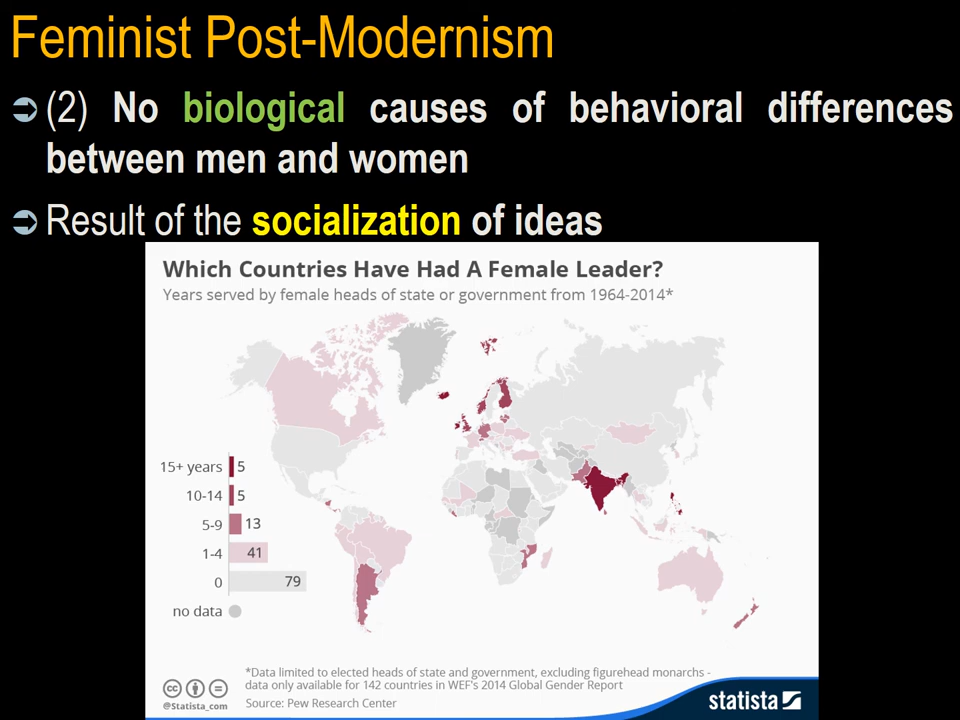 Feminist Post-Modernism
(2) No biological causes of behavioral differences
between men and women
Result of the socialization of ideas
Which Countries Have Had A Female Leader?
Years served by female heads of state or government from 1964-2014*
15+ years 5
10-14 5
5-9 13
1-4 41
0 79
no data
*Data limited to elected heads of state and government, excluding figurehead monarchs -
data only available for 142 countries in WEF's 2014 Global Gender Report
@Statista_com
Source: Pew Research Center
statista